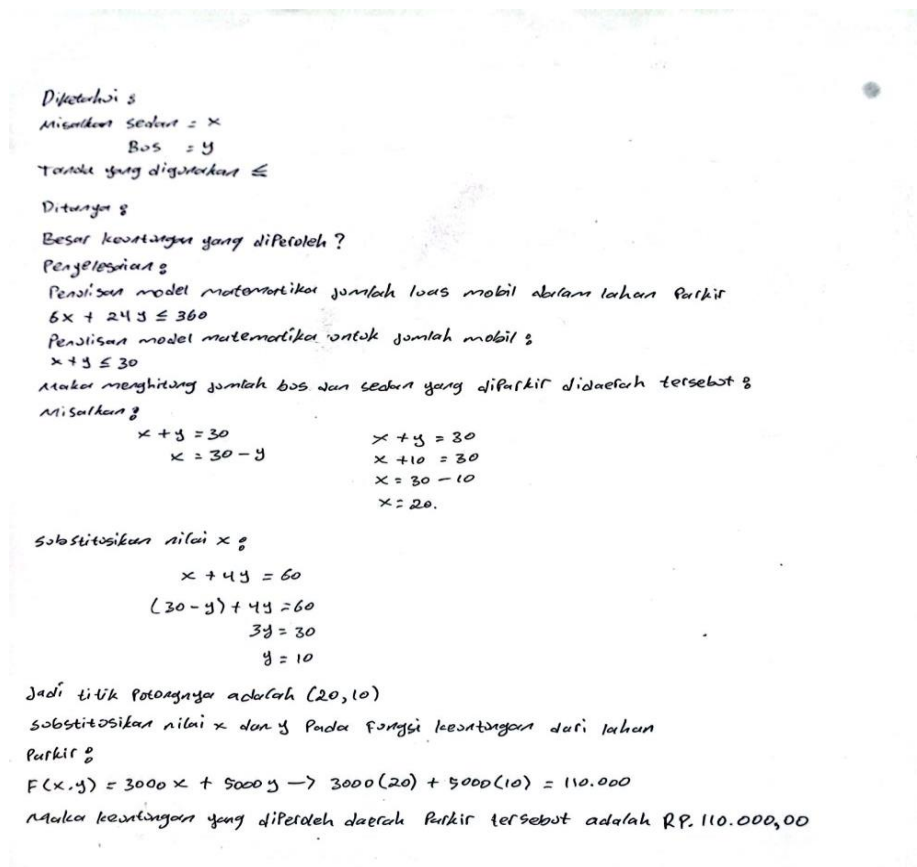 Diketahui :
Misalkan sedan = x
Bus = y
Tanda yang digunakan ≤
Ditanya :
Besar keuntungan yang diperoleh ?
Penyelesaian :
Penulisan model matematika jumlah luas mobil dalam lahan Parkir
6x + 24y ≤ 360
Penulisan model matematika untuk jumlah mobil :
x + y ≤ 30
Maka menghitung jumlah bus dan sedan yang diparkir didaerah tersebut :
Misalkan :
x + y = 30
x = 30 - y
x + y = 30
x + 10 = 30
x = 30 - 10
x = 20.
Substitusikan nilai x :
x + 4y = 60
(30 - y) + 4y = 60
3y = 30
y = 10
Jadi titik Potongnya adalah (20,10)
Substitusikan nilai x dan y Pada Fungsi keuntungan dari lahan
Parkir :
F(x.y) = 3000x + 5000y → 3000(20) + 5000(10) = 110.000
Maka keuntungan yang diperoleh daerah Parkir tersebut adalah RP. 110.000,00